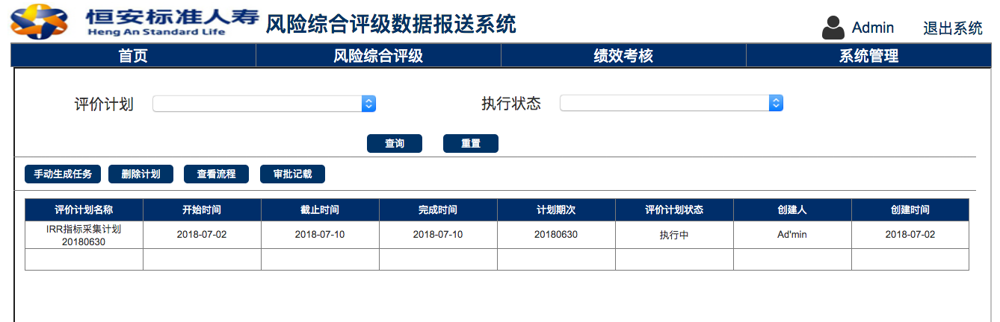 恒安标准人寿
Heng An Standard Life
风险综合评级数据报送系统
Admin 退出系统
首页 风险综合评级 绩效考核 系统管理
评价计划 执行状态
查询 重置
手动生成任务 删除计划 查看流程 审批记载
评价计划名称 开始时间 截止时间 完成时间 计划期次 评价计划状态 创建人 创建时间
IRR指标采集计划
20180630 2018-07-02 2018-07-10 2018-07-10 20180630 执行中 Ad'min 2018-07-02